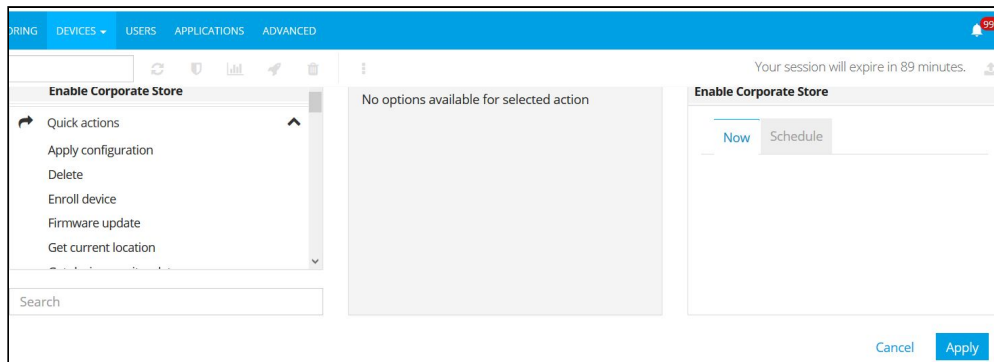 DEVICES USERS APPLICATIONS ADVANCED
99
Your session will expire in 89 minutes.
Enable Corporate Store
Quick actions
Apply configuration
Delete
Enroll device
Firmware update
Get current location
Search
No options available for selected action
Enable Corporate Store
Now Schedule
Cancel Apply